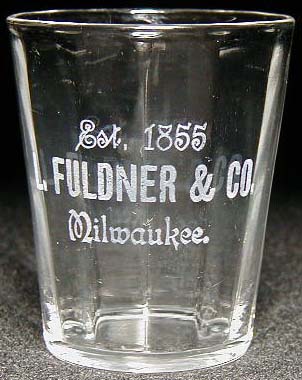 Est. 1855
L. FULDNER & CO.
Milwaukee.